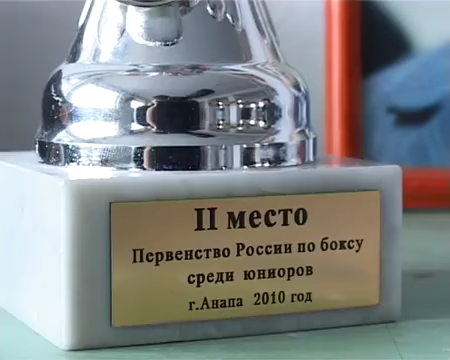 II место
Первенство России по боксу
среди юниоров
г.Анапа 2010 год